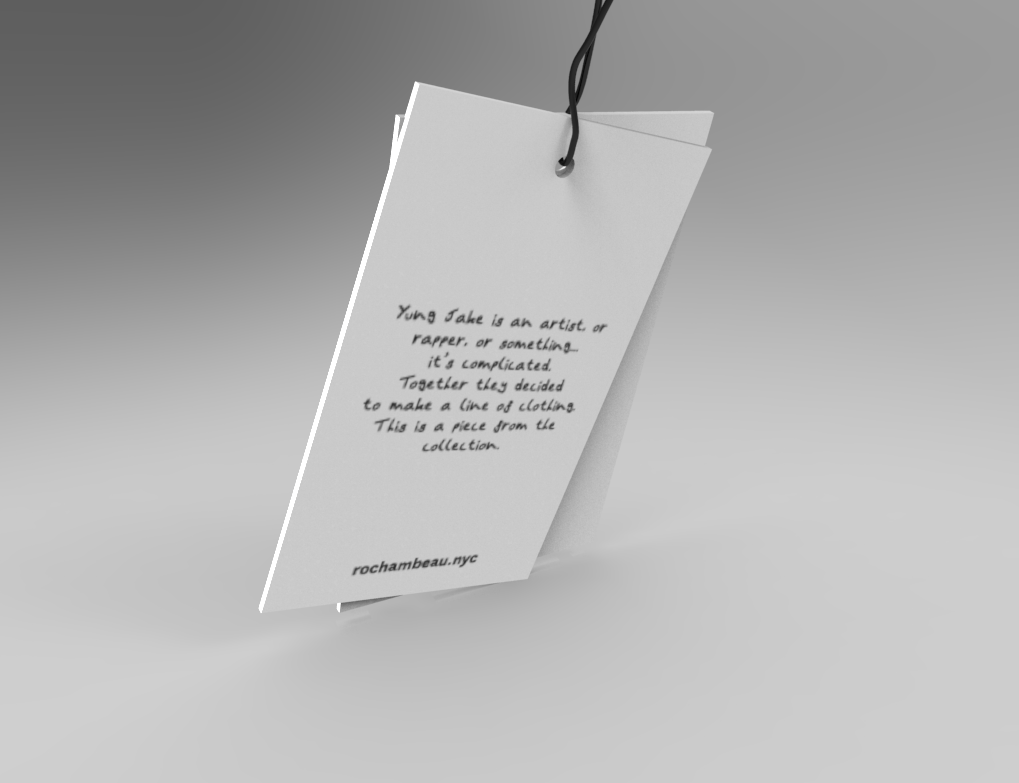 Yung Jake is an artist, or
rapper, or something...
it's complicated.
Together they decided
to make a line of clothing.
This is a piece from the
collection.
rochambeau.nyc